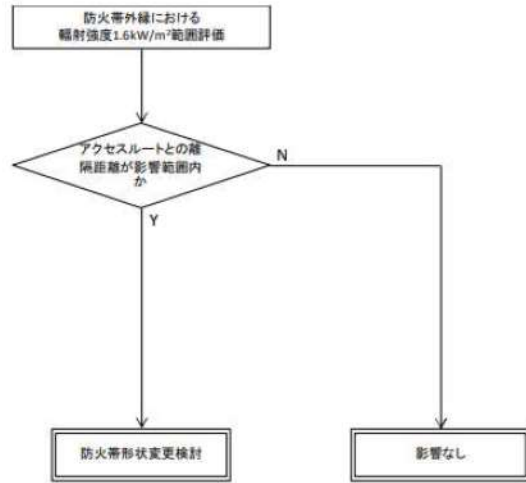 防火帯外縁における
輻射強度1.6kW/m²範囲評価
アクセスルートとの離
隔距離が影響範囲内
か
N
Y
防火帯形状変更検討
影響なし